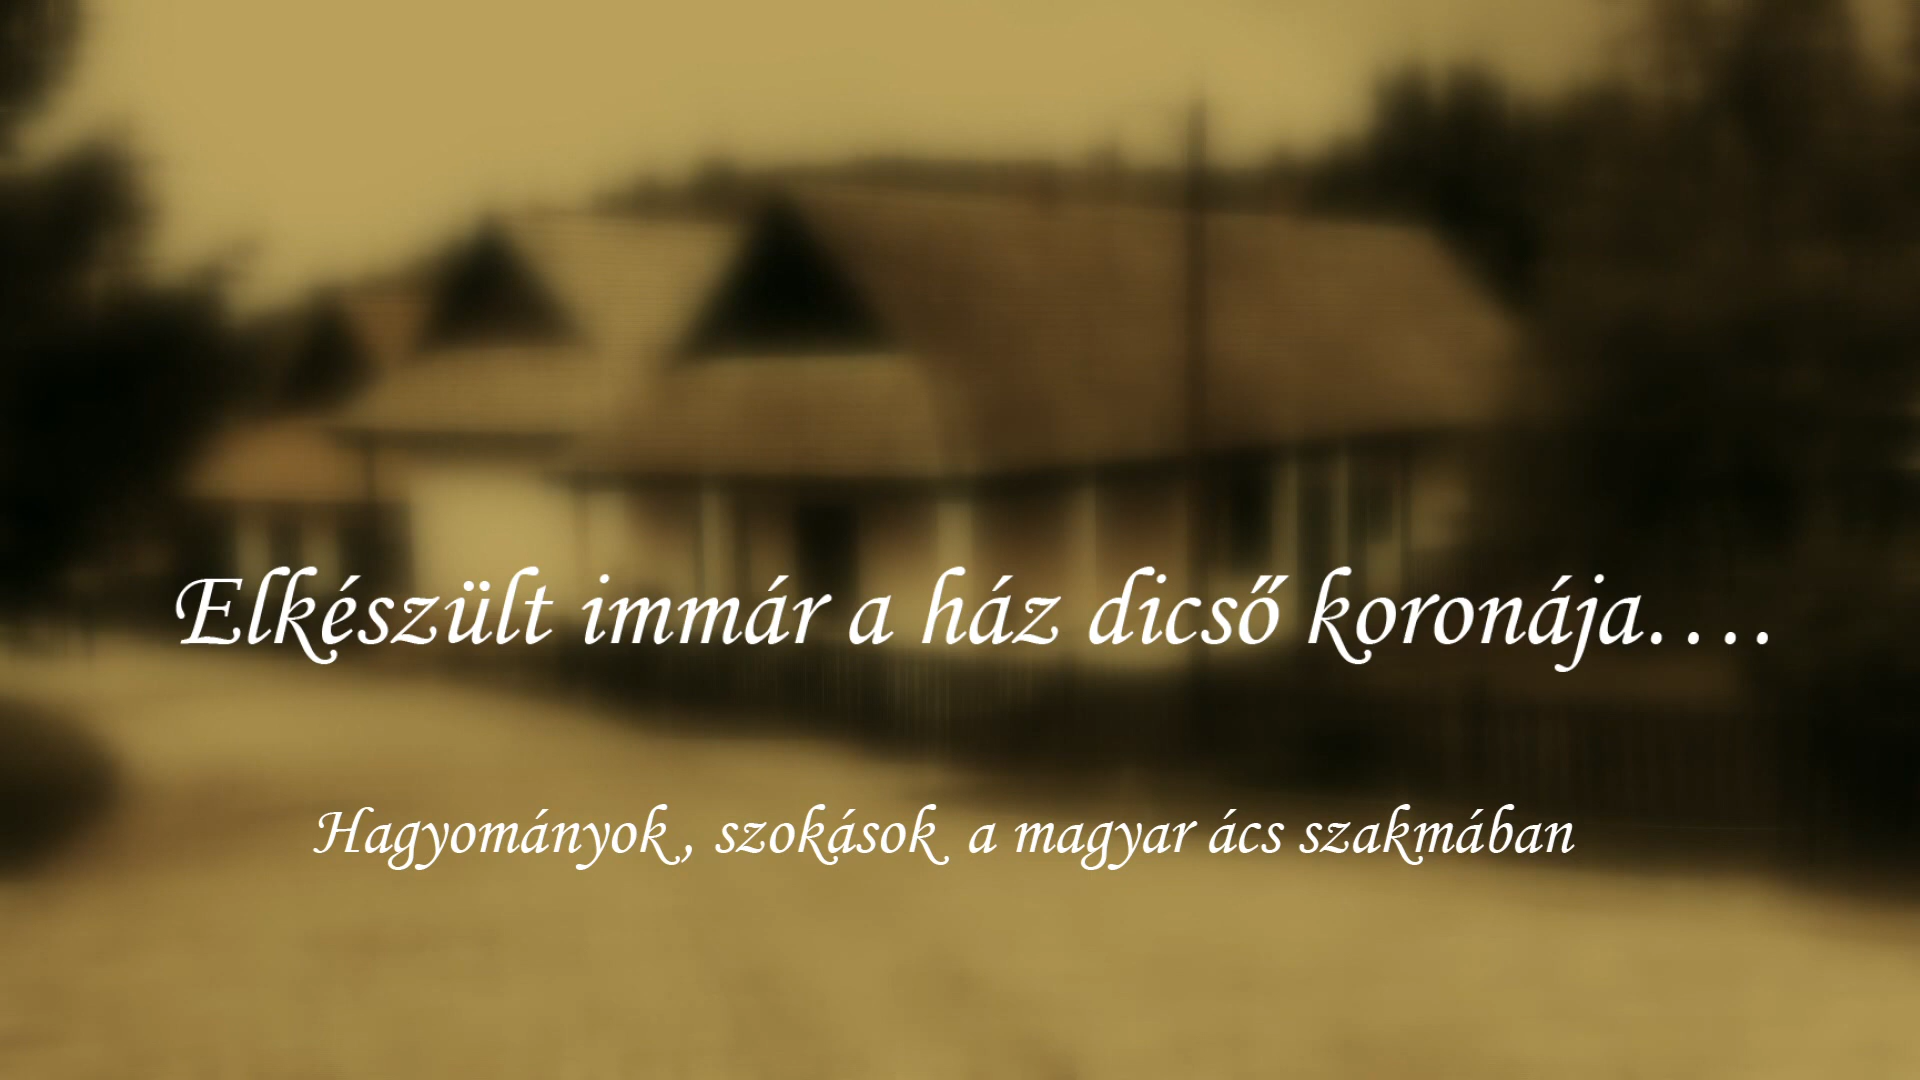 Elkészült immár a ház dicső koronája....
Hagyományok, szokások a magyar ács szakmában